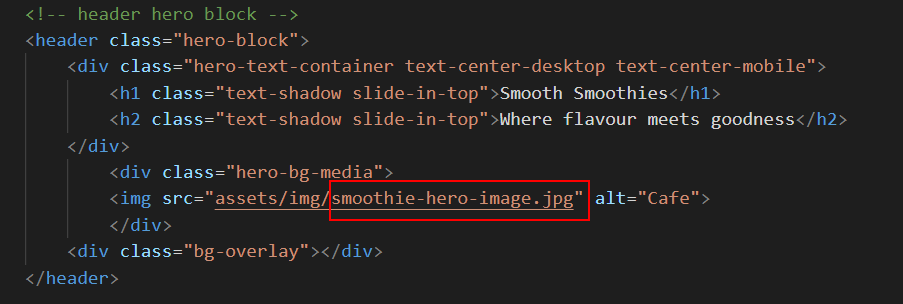 <!-- header hero block -->
<header class="hero-block">
<div class="hero-text-container text-center-desktop text-center-mobile">
<h1 class="text-shadow slide-in-top">Smooth Smoothies</h1>
<h2 class="text-shadow slide-in-top">Where flavour meets goodness</h2>
</div>
<div class="hero-bg-media">
<img src="assets/img/smoothie-hero-image.jpg" alt="Cafe">
</div>
<div class="bg-overlay"></div>
</header>